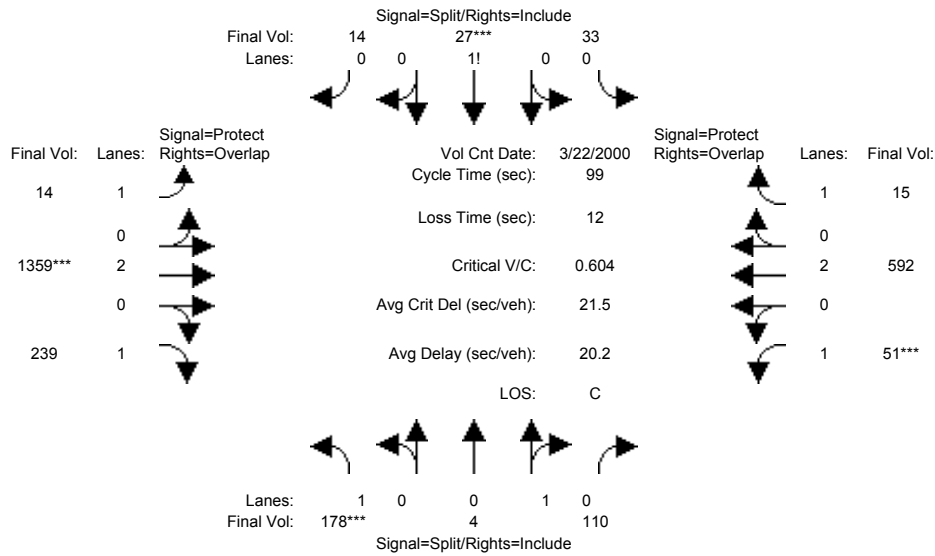 Signal=Split/Rights=Include
Final Vol: 14 27*** 33
Lanes: 0 0 1! 0 0
Signal=Protect
Final Vol: Lanes: Rights=Overlap
Vol Cnt Date: 3/22/2000
Signal=Protect
Rights=Overlap Lanes: Final Vol:
Cycle Time (sec): 99
14 1
1 15
Loss Time (sec): 12
0
0
1359*** 2
Critical V/C: 0.604
2 592
0
Avg Crit Del (sec/veh): 21.5
0
239 1
Avg Delay (sec/veh): 20.2
1 51***
LOS: C
Lanes: 1 0 0 1 0
Final Vol: 178*** 4 110
Signal=Split/Rights=Include